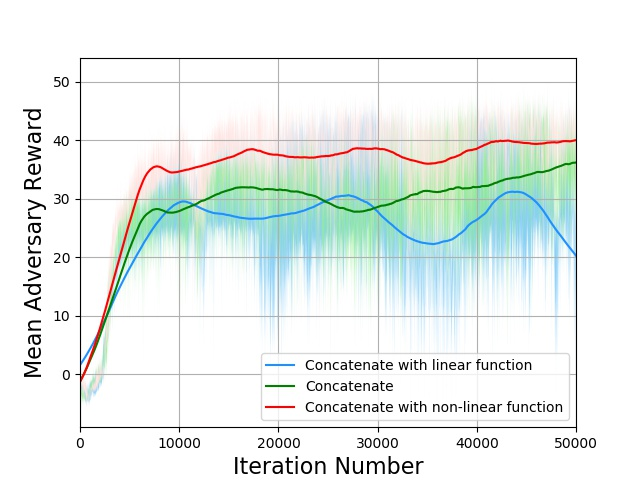 50
40
30
20
10
0
Mean Adversary Reward
Concatenate with linear function
Concatenate
Concatenate with non-linear function
0 10000 20000 30000 40000 50000
Iteration Number